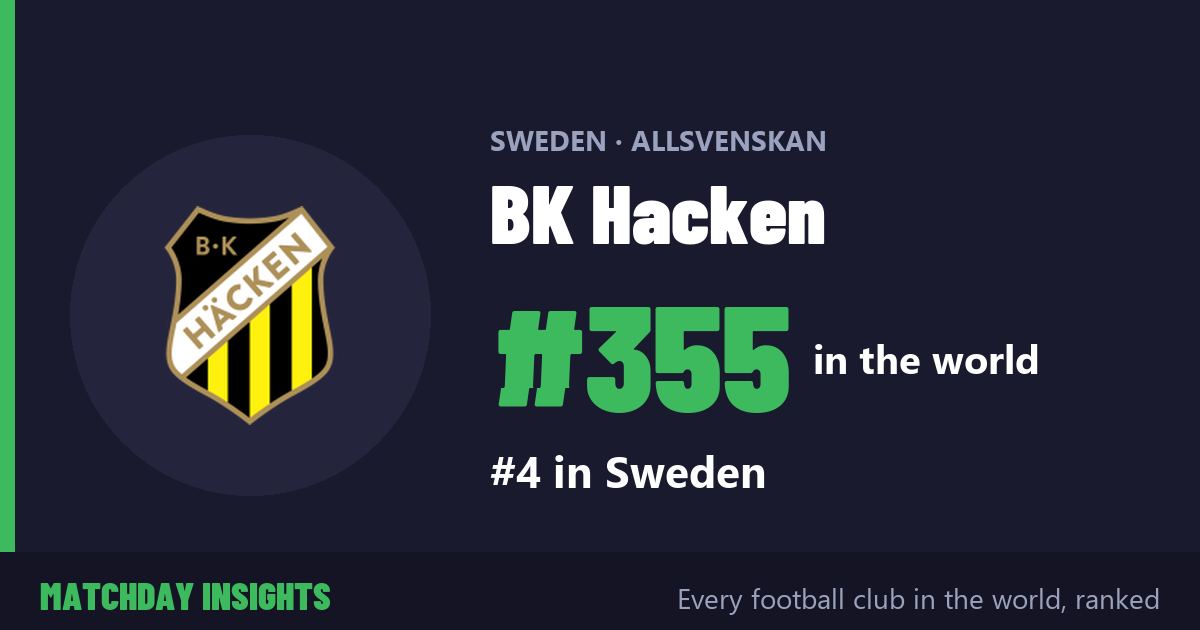 SWEDEN · ALLSVENSKAN
BK Hacken
B·K
HÄCKEN
#355 in the world
#4 in Sweden
MATCHDAY INSIGHTS
Every football club in the world, ranked